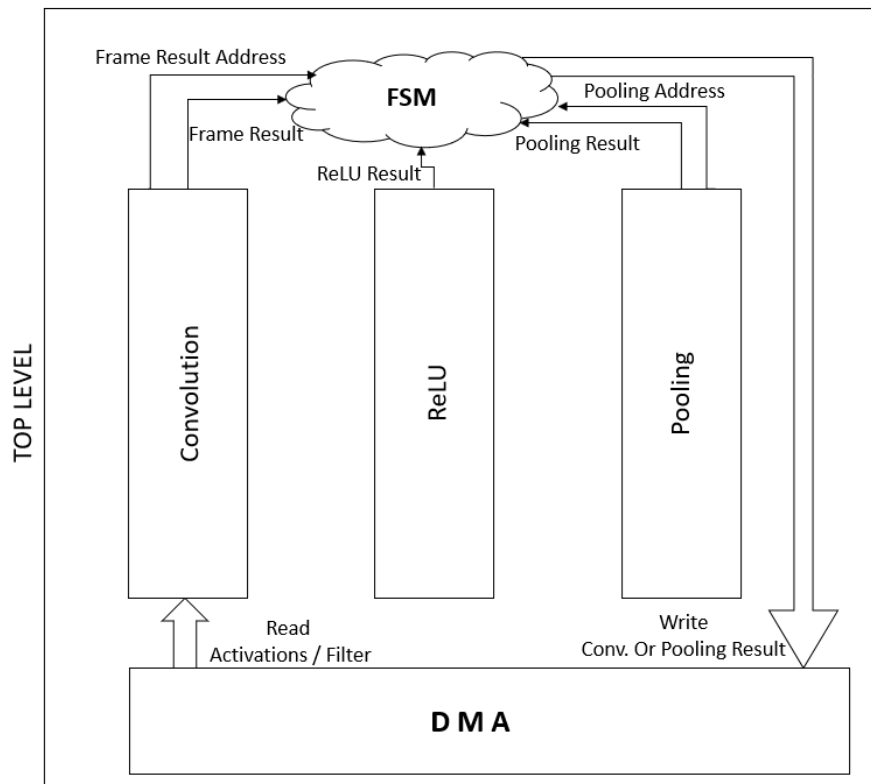 Frame Result Address
FSM
Pooling Address
Frame Result
Pooling Result
ReLU Result
TOP LEVEL
Convolution
ReLU
Pooling
Read
Activations / Filter
Write
Conv. Or Pooling Result
D M A